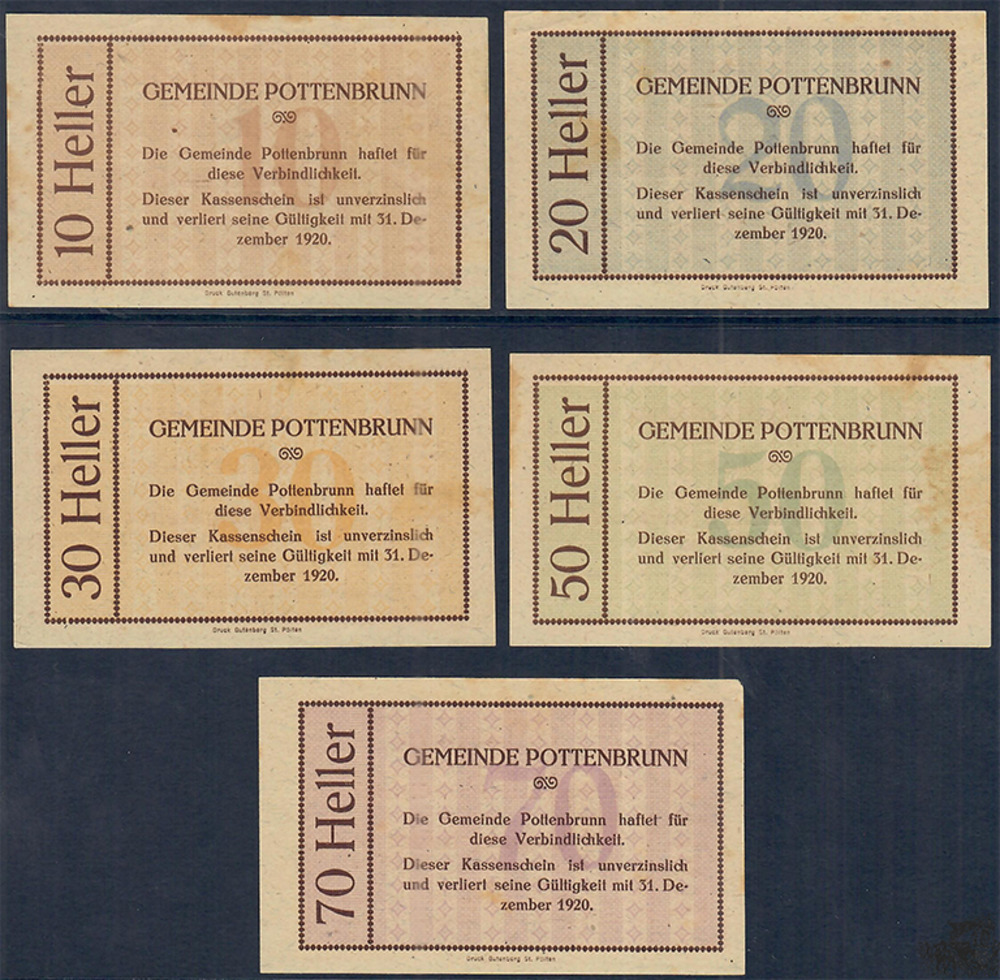 10 Heller
GEMEINDE POTTENBRUNN
10
Die Gemeinde Pottenbrunn haftet für
diese Verbindlichkeit.
Dieser Kassenschein ist unverzinslich
und verliert seine Gültigkeit mit 31. De-
zember 1920.
Druck Gutenberg St. Pölten
20 Heller
GEMEINDE POTTENBRUNN
20
Die Gemeinde Pottenbrunn haftet für
diese Verbindlichkeit.
Dieser Kassenschein ist unverzinslich
und verliert seine Gültigkeit mit 31. De-
zember 1920.
Druck Gutenberg St. Pölten
30 Heller
GEMEINDE POTTENBRUNN
30
Die Gemeinde Pottenbrunn haftet für
diese Verbindlichkeit.
Dieser Kassenschein ist unverzinslich
und verliert seine Gültigkeit mit 31. De-
zember 1920.
Druck Gutenberg St. Pölten
50 Heller
GEMEINDE POTTENBRUNN
50
Die Gemeinde Pottenbrunn haftet für
diese Verbindlichkeit.
Dieser Kassenschein ist unverzinslich
und verliert seine Gültigkeit mit 31. De-
zember 1920.
Druck Gutenberg St. Pölten
70 Heller
GEMEINDE POTTENBRUNN
70
Die Gemeinde Pottenbrunn haftet für
diese Verbindlichkeit.
Dieser Kassenschein ist unverzinslich
und verliert seine Gültigkeit mit 31. De-
zember 1920.
Druck Gutenberg St. Pölten